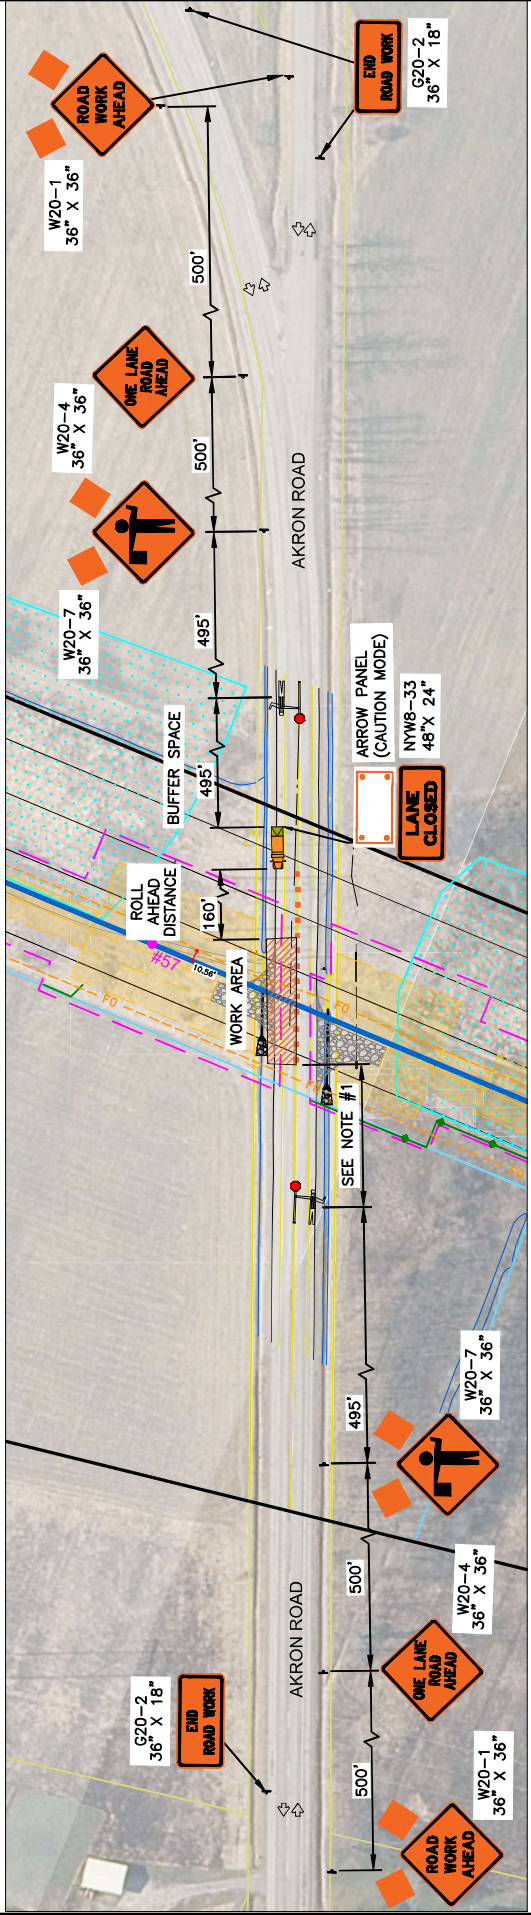 ROAD
WORK
AHEAD
W20-1
36" X 36"
END
ROAD WORK
G20-2
36" X 18"
500'
ONE LANE
ROAD
AHEAD
W20-4
36" X 36"
500'
AKRON ROAD
W20-7
36" X 36"
495'
BUFFER SPACE
495'
ARROW PANEL
(CAUTION MODE)
NYW8-33
48"X 24"
LANE
CLOSED
ROLL
AHEAD
DISTANCE
160'
#57
10.56'
WORK AREA
FO
FO
FO
FO
SEE NOTE #1
495'
W20-7
36" X 36"
500'
W20-4
36" X 36"
ONE LANE
ROAD
AHEAD
AKRON ROAD
G20-2
36" X 18"
END
ROAD WORK
500'
W20-1
36" X 36"
ROAD
WORK
AHEAD